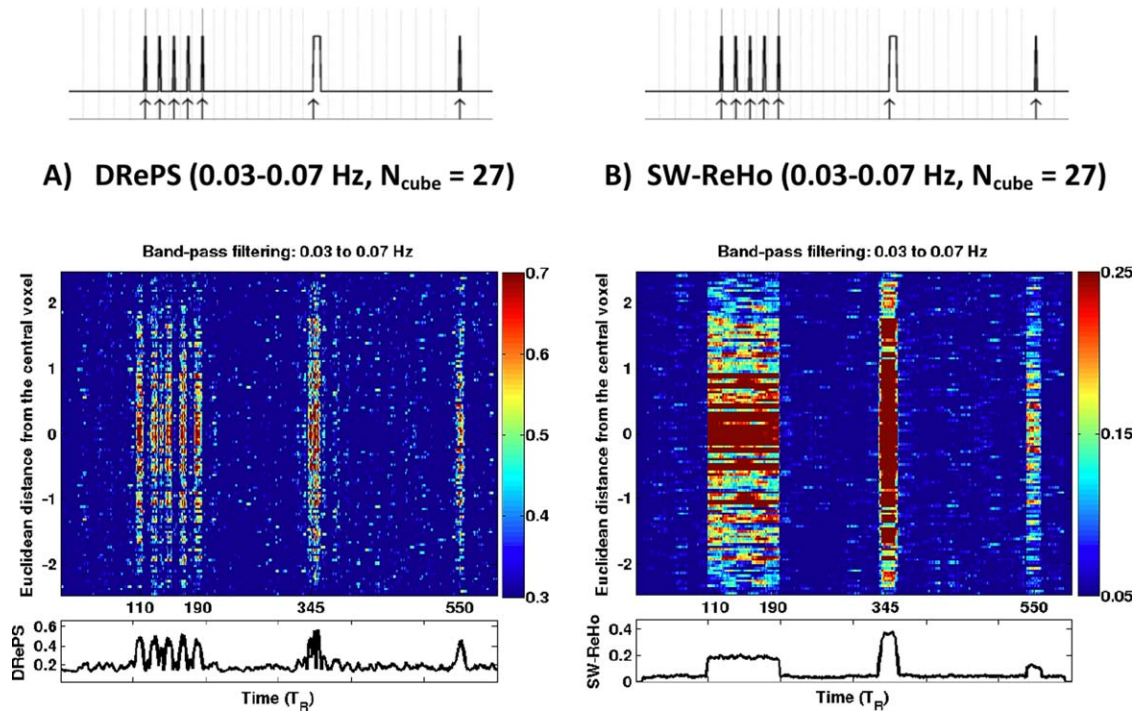 A) DRePS (0.03-0.07 Hz, Ncube = 27)
Band-pass filtering: 0.03 to 0.07 Hz
Euclidean distance from the central voxel
2
1
0
-1
-2
0.7
0.6
0.5
0.4
0.3
110 190 345 550
DRePS
0.6
0.4
0.2
Time (TR)
B) SW-ReHo (0.03-0.07 Hz, Ncube = 27)
Band-pass filtering: 0.03 to 0.07 Hz
Euclidean distance from the central voxel
2
1
0
-1
-2
0.25
0.15
0.05
110 190 345 550
SW-ReHo
0.4
0.2
0
Time (TR)